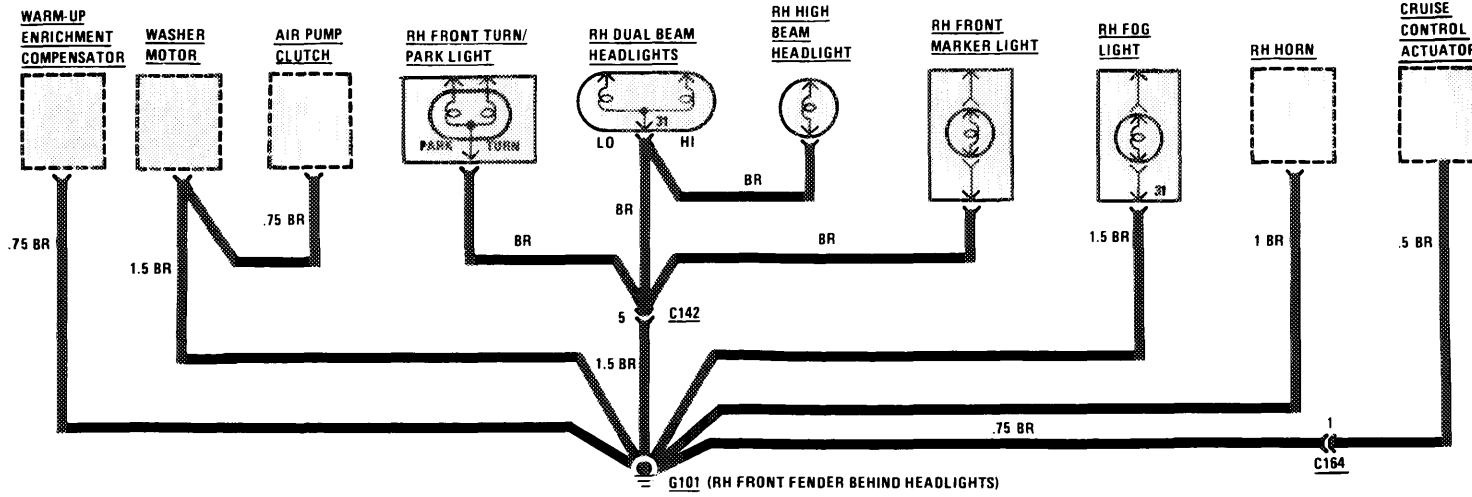 WARM-UP
ENRICHMENT
COMPENSATOR
WASHER
MOTOR
AIR PUMP
CLUTCH
RH FRONT TURN/
PARK LIGHT
RH DUAL BEAM
HEADLIGHTS
RH HIGH
BEAM
HEADLIGHT
RH FRONT
MARKER LIGHT
RH FOG
LIGHT
RH HORN
CRUISE
CONTROL
ACTUATOR
PARK TURN
31
LO HI
31
BR
.75 BR
1.5 BR
.75 BR
BR
BR
BR
1.5 BR
1 BR
.5 BR
5 C142
1.5 BR
.75 BR
1
C164
G101 (RH FRONT FENDER BEHIND HEADLIGHTS)